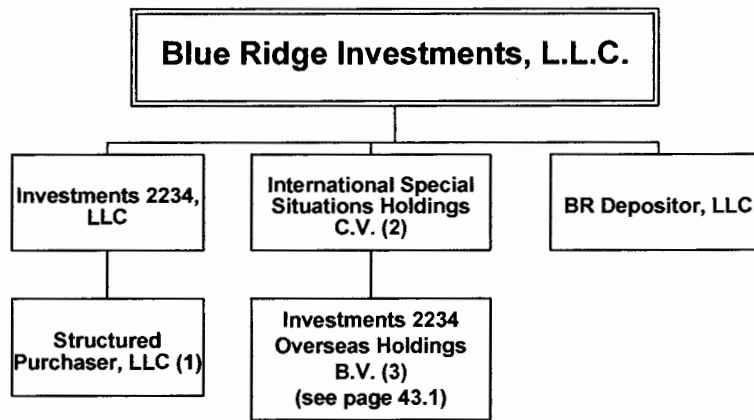 Blue Ridge Investments, L.L.C.
Investments 2234,
LLC
International Special
Situations Holdings
C.V. (2)
BR Depositor, LLC
Structured
Purchaser, LLC (1)
Investments 2234
Overseas Holdings
B.V. (3)
(see page 43.1)